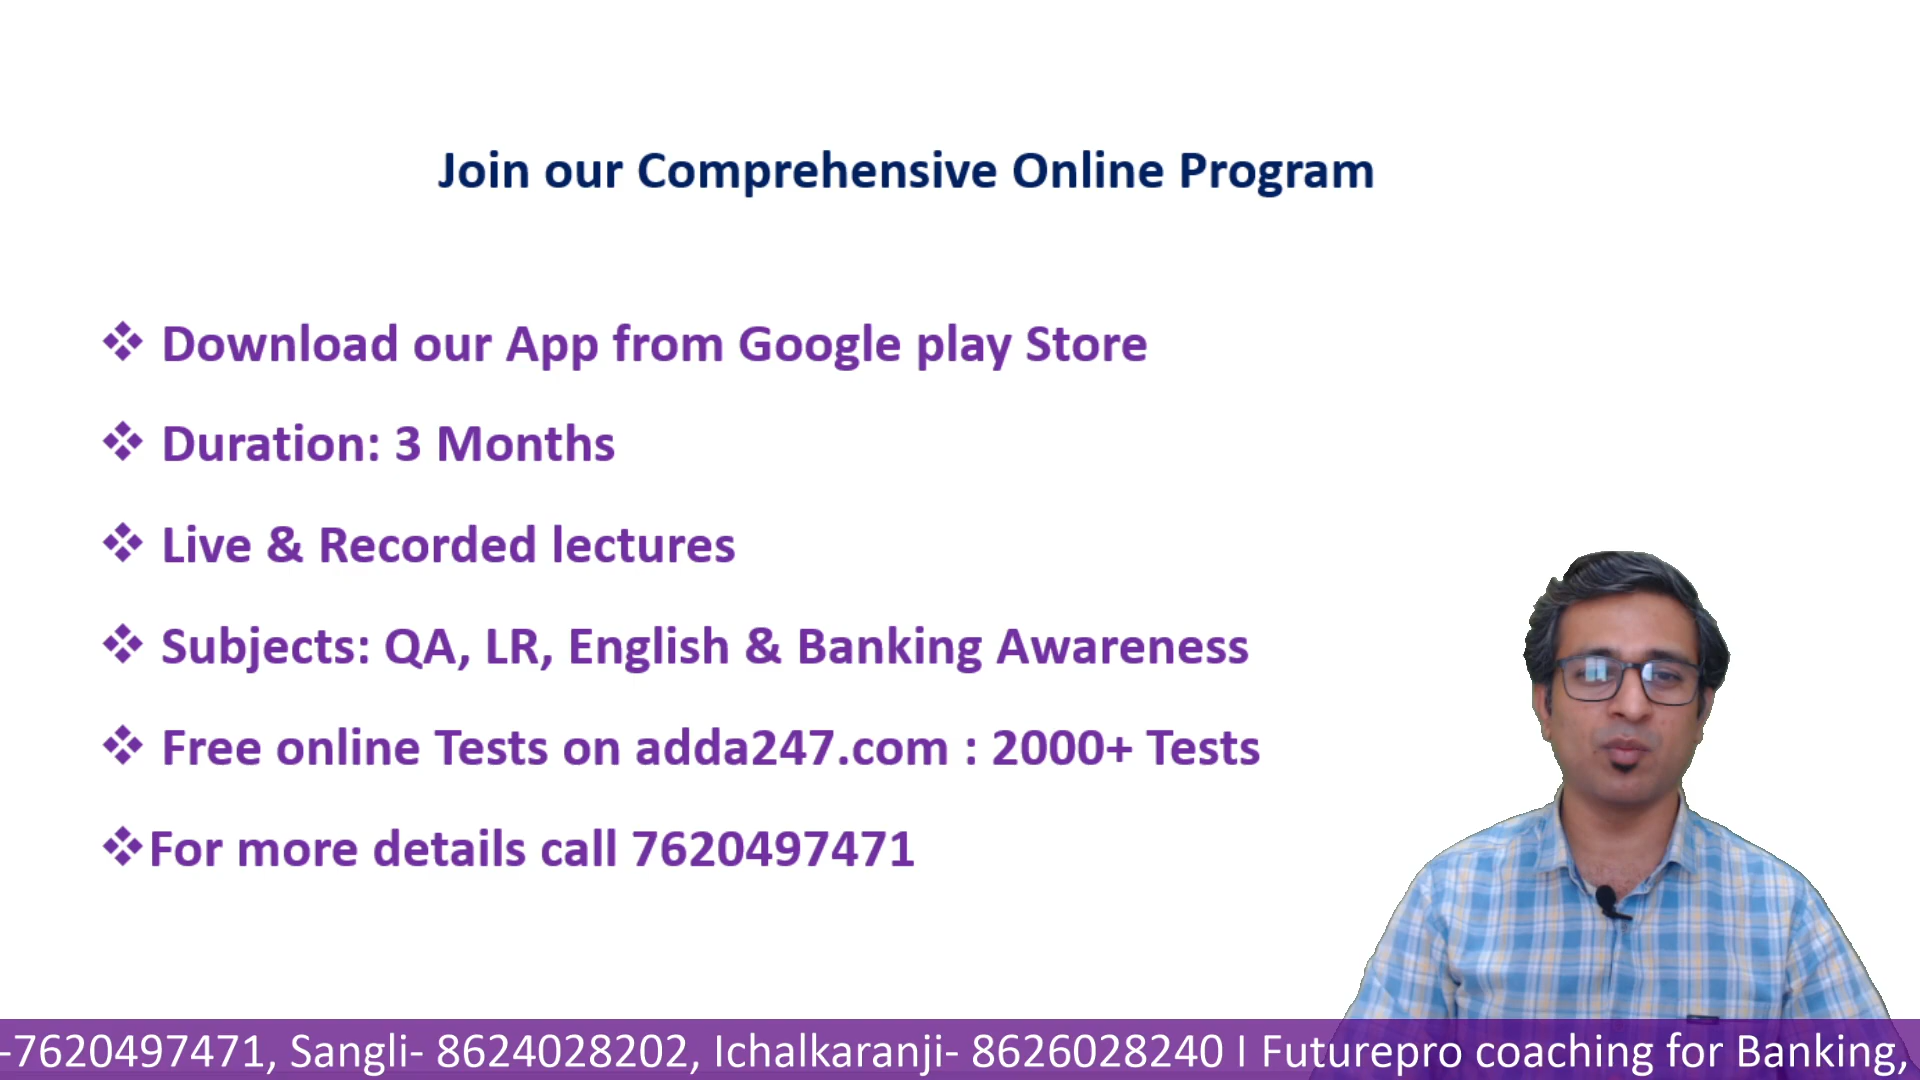 Join our Comprehensive Online Program
❖ Download our App from Google play Store
❖ Duration: 3 Months
❖ Live & Recorded lectures
❖ Subjects: QA, LR, English & Banking Awareness
❖ Free online Tests on adda247.com : 2000+ Tests
❖For more details call 7620497471
-7620497471, Sangli- 8624028202, Ichalkaranji- 8626028240 I Futurepro coaching for Banking,